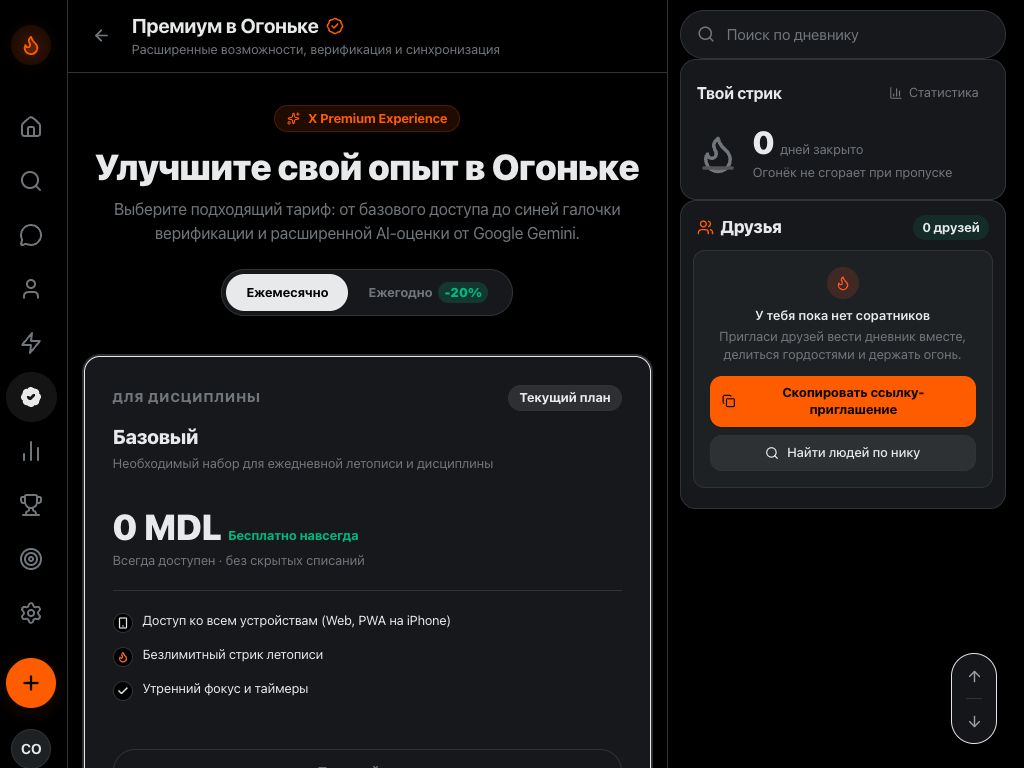 Премиум в Огоньке
Расширенные возможности, верификация и синхронизация
X Premium Experience
Улучшите свой опыт в Огоньке
Выберите подходящий тариф: от базового доступа до синей галочки
верификации и расширенной AI-оценки от Google Gemini.
Ежемесячно
Ежегодно -20%
ДЛЯ ДИСЦИПЛИНЫ
Текущий план
Базовый
Необходимый набор для ежедневной летописи и дисциплины
0 MDL Бесплатно навсегда
Всегда доступен · без скрытых списаний
Доступ ко всем устройствам (Web, PWA на iPhone)
Безлимитный стрик летописи
Утренний фокус и таймеры
CO
Поиск по дневнику
Твой стрик
Статистика
0 дней закрыто
Огонёк не сгорает при пропуске
Друзья
0 друзей
У тебя пока нет соратников
Пригласи друзей вести дневник вместе,
делиться гордостями и держать огонь.
Скопировать ссылку-
приглашение
Найти людей по нику